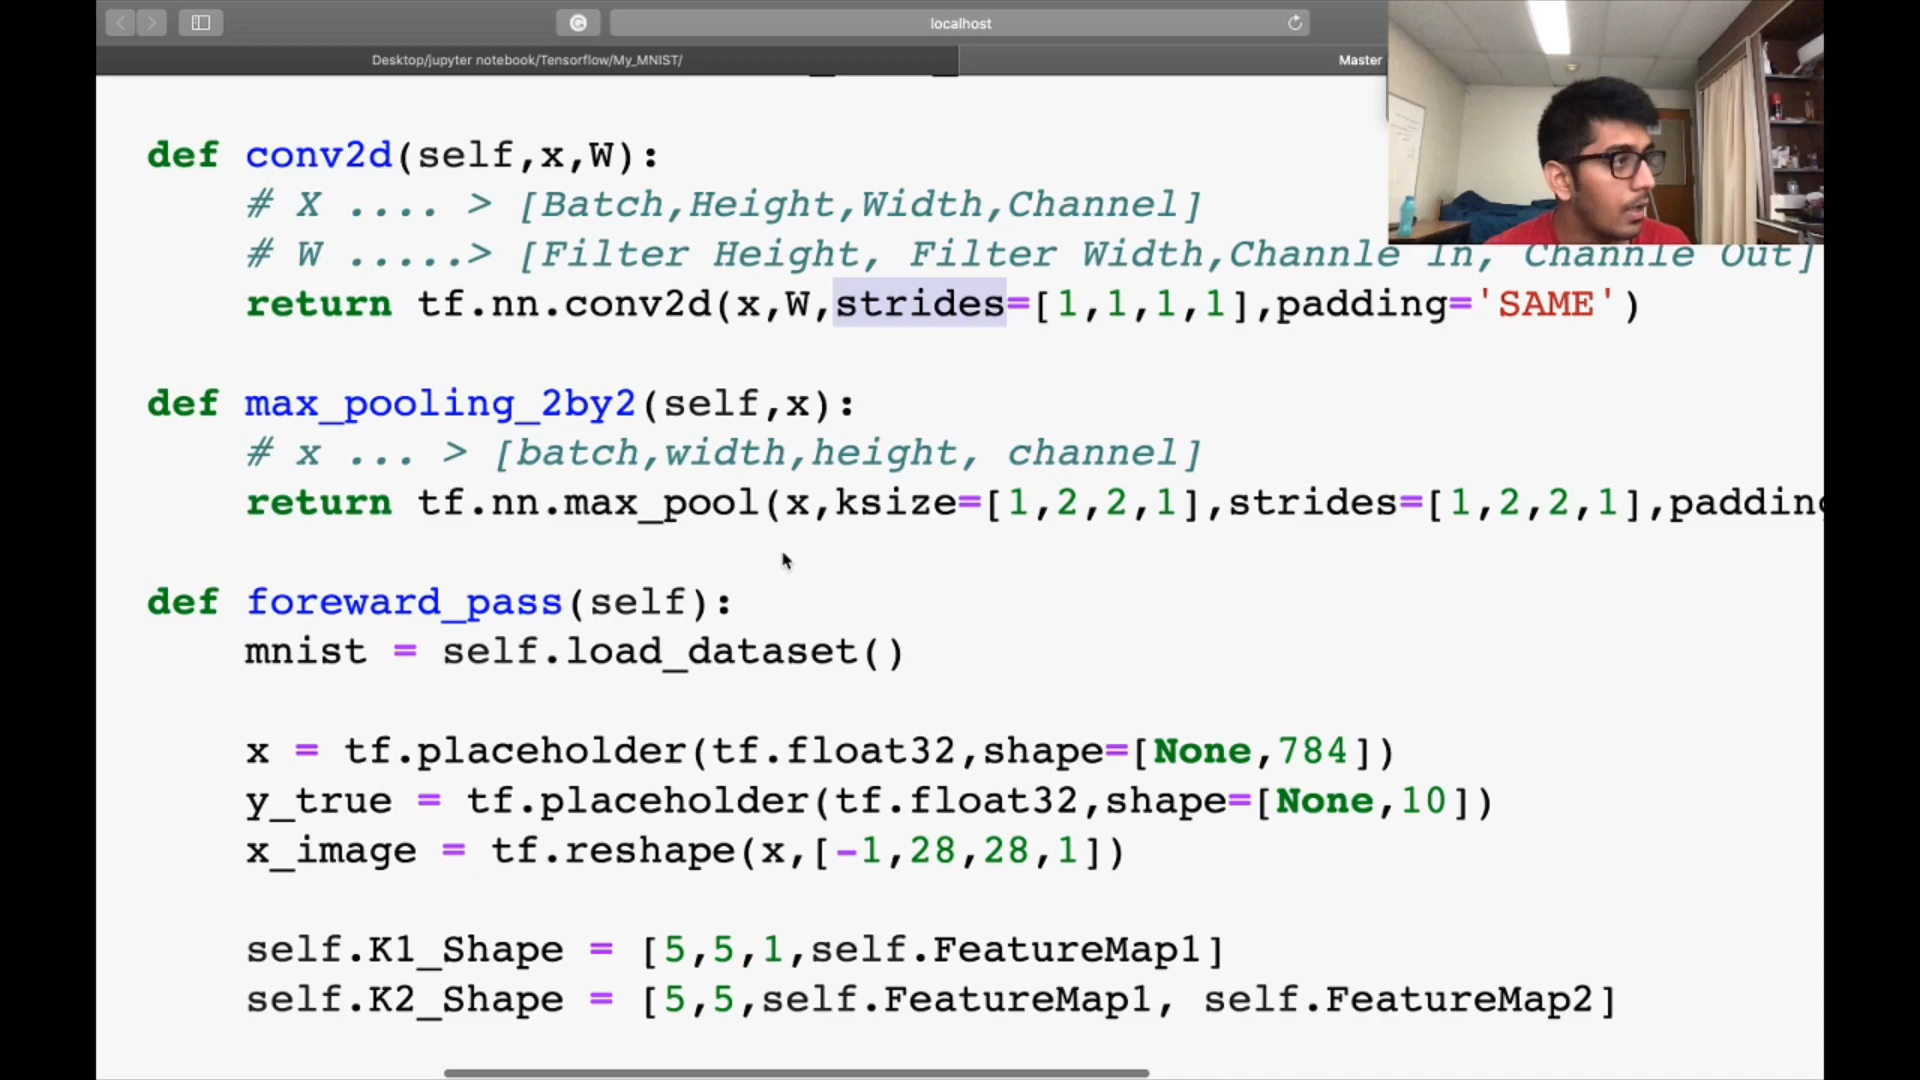 localhost
Desktop/jupyter notebook/Tensorflow/My_MNIST/
Master
def conv2d(self,x,W):
# X .... > [Batch,Height,Width,Channel]
# W .....> [Filter Height, Filter Width,Channle In, Channle Out]
return tf.nn.conv2d(x,W,strides=[1,1,1,1],padding='SAME')
def max_pooling_2by2(self,x):
# x ... > [batch,width,height, channel]
return tf.nn.max_pool(x,ksize=[1,2,2,1],strides=[1,2,2,1],padding
def foreward_pass(self):
mnist = self.load_dataset()
x = tf.placeholder(tf.float32,shape=[None,784])
y_true = tf.placeholder(tf.float32,shape=[None,10])
x_image = tf.reshape(x,[-1,28,28,1])
self.K1_Shape = [5,5,1,self.FeatureMap1]
self.K2_Shape = [5,5,self.FeatureMap1, self.FeatureMap2]